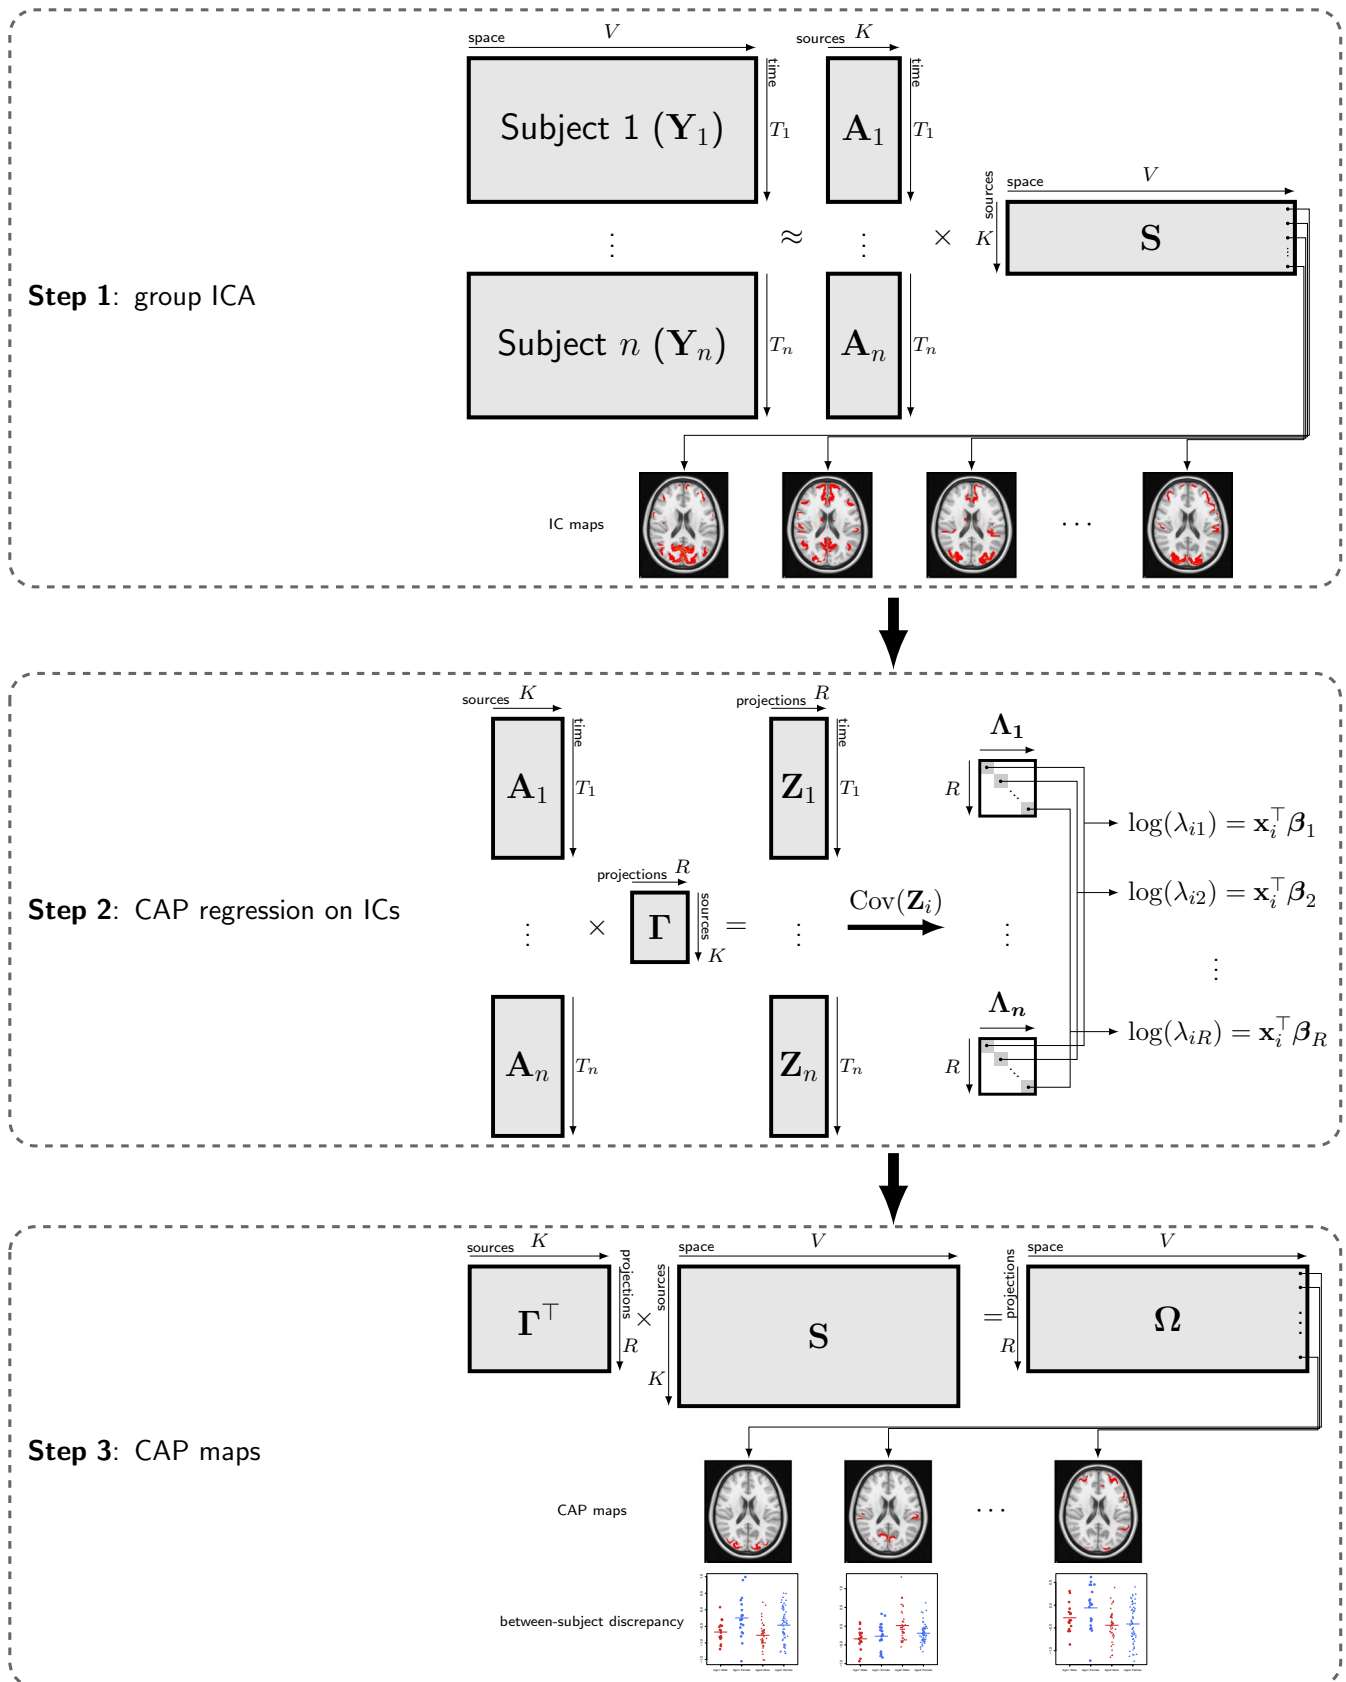 space V
sources K
Subject 1 (Y₁)
time
T₁
A₁
time
T₁
sources
K
space V
S
⋮ ≈ ⋮ ×
Step 1: group ICA
Subject n (Yₙ)
Tₙ
Aₙ
Tₙ
IC maps
...
sources K
projections R
A₁
time
T₁
Z₁
time
T₁
Λ₁
R
log(λᵢ₁) = xᵢ^⊤ β₁
Step 2: CAP regression on ICs
⋮ ×
projections R
Γ
sources
K
= ⋮
Cov(Zᵢ)
⋮
log(λᵢ₂) = xᵢ^⊤ β₂
⋮
Aₙ
Tₙ
Zₙ
Tₙ
Λₙ
R
log(λᵢR) = xᵢ^⊤ β_R
sources K
Γ^⊤
projections
R
×
space V
sources
K
S
=
space V
projections
R
Ω
Step 3: CAP maps
CAP maps
...
between-subject discrepancy